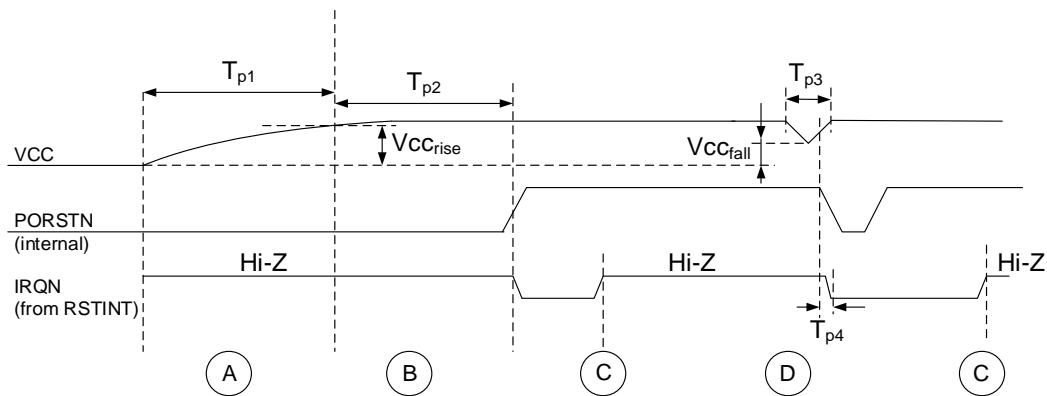 Tp1
Tp2
Tp3
VCC
Vccrise
Vccfall
PORSTN
(internal)
Hi-Z
Hi-Z
Hi-Z
IRQN
(from RSTINT)
Tp4
A
B
C
D
C